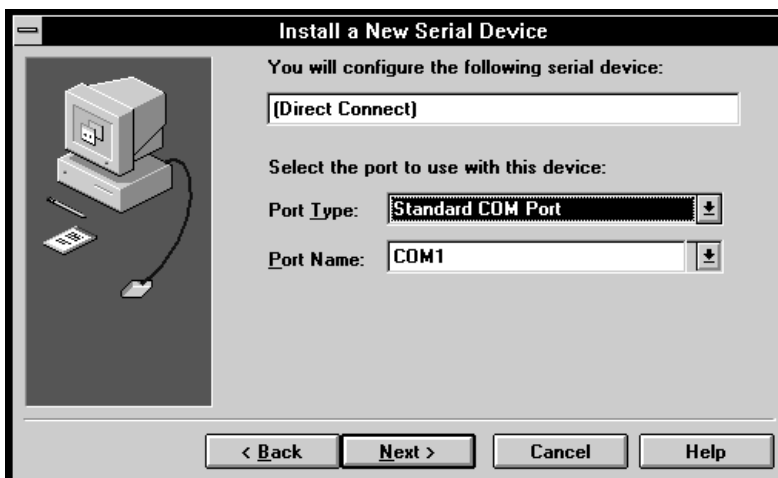 Install a New Serial Device
You will configure the following serial device:
(Direct Connect)
Select the port to use with this device:
Port Type: Standard COM Port
Port Name: COM1
< Back Next > Cancel Help